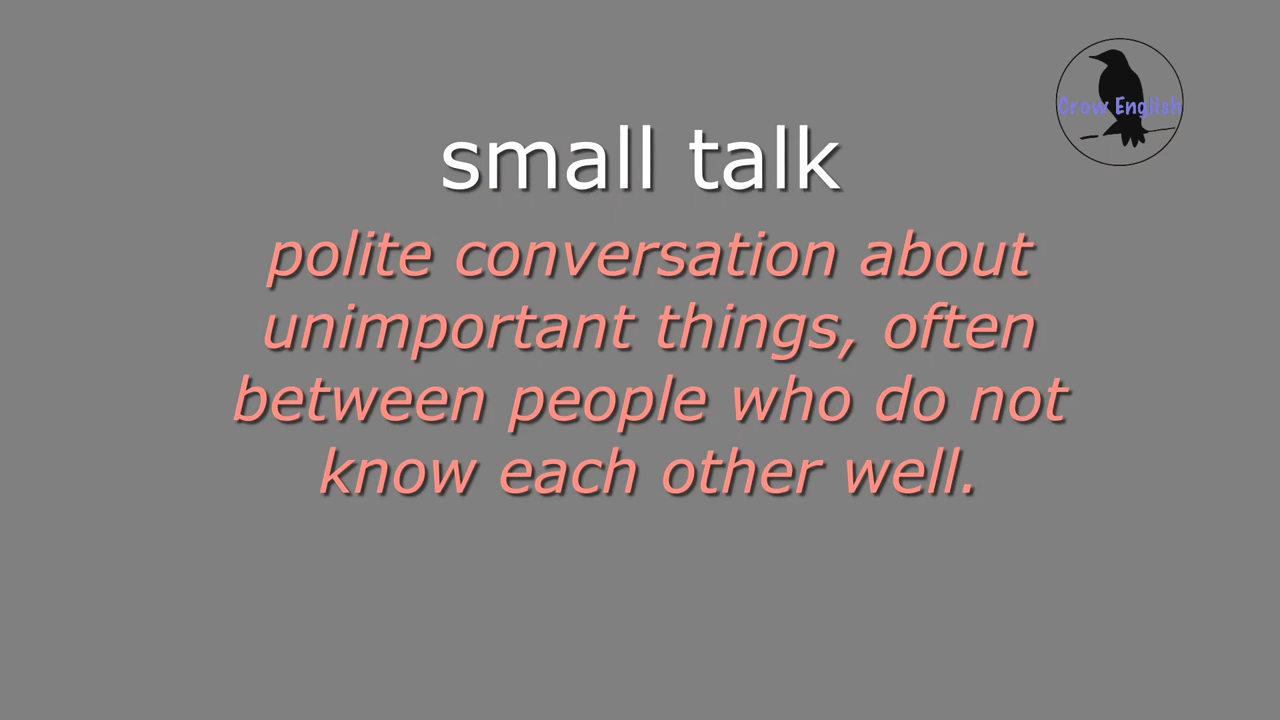 Crow English
small talk
polite conversation about
unimportant things, often
between people who do not
know each other well.